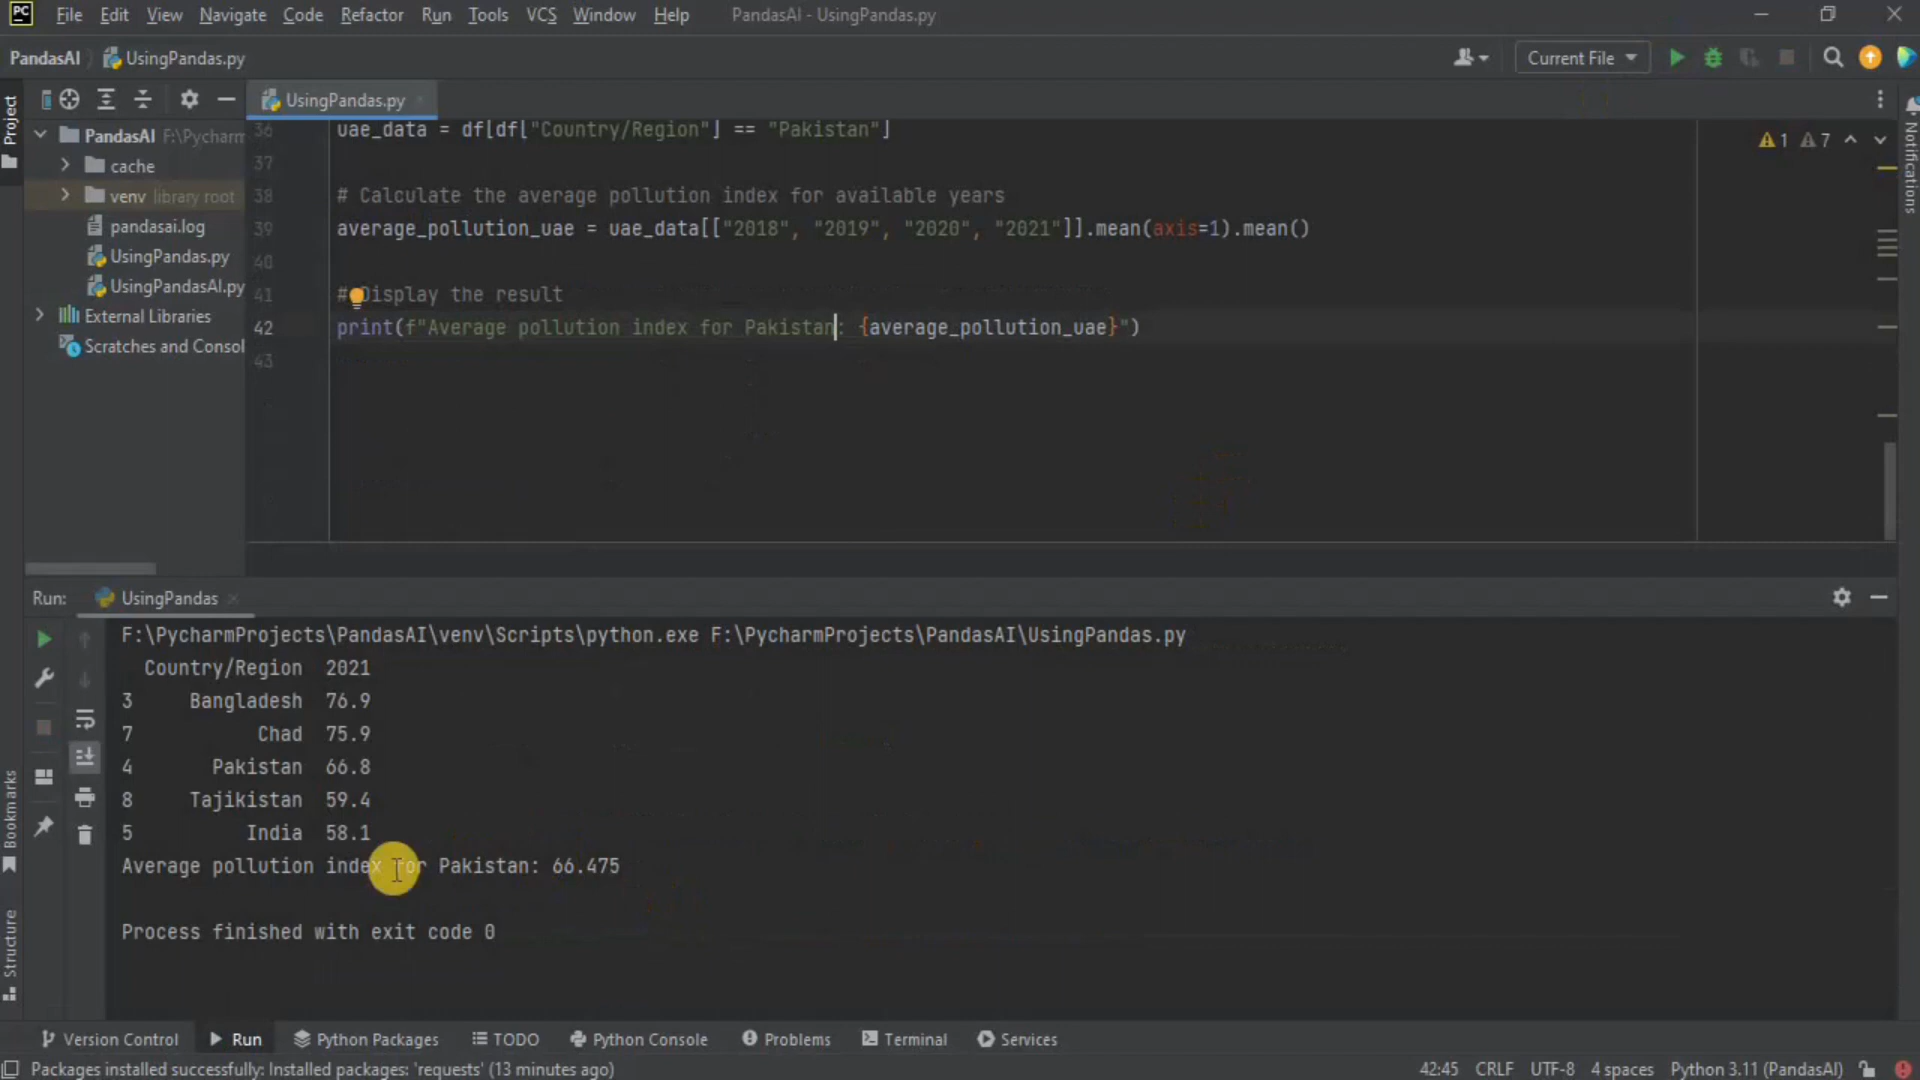 PC File Edit View Navigate Code Refactor Run Tools VCS Window Help PandasAI - UsingPandas.py
PandasAI UsingPandas.py Current File
Project UsingPandas.py Notifications
PandasAI F:\Pycharm
cache
venv library root
pandasai.log
UsingPandas.py
UsingPandasAI.py
External Libraries
Scratches and Consol
1 7
36 uae_data = df[df["Country/Region"] == "Pakistan"]
37
38 # Calculate the average pollution index for available years
39 average_pollution_uae = uae_data[["2018", "2019", "2020", "2021"]].mean(axis=1).mean()
40
41 # Display the result
42 print(f"Average pollution index for Pakistan: {average_pollution_uae}")
43
Run: UsingPandas
F:\PycharmProjects\PandasAI\venv\Scripts\python.exe F:\PycharmProjects\PandasAI\UsingPandas.py
Country/Region 2021
3 Bangladesh 76.9
7 Chad 75.9
4 Pakistan 66.8
8 Tajikistan 59.4
5 India 58.1
Average pollution index for Pakistan: 66.475
Process finished with exit code 0
Bookmarks
Structure
Version Control Run Python Packages TODO Python Console Problems Terminal Services
Packages installed successfully: Installed packages: 'requests' (13 minutes ago) 42:45 CRLF UTF-8 4 spaces Python 3.11 (PandasAI)